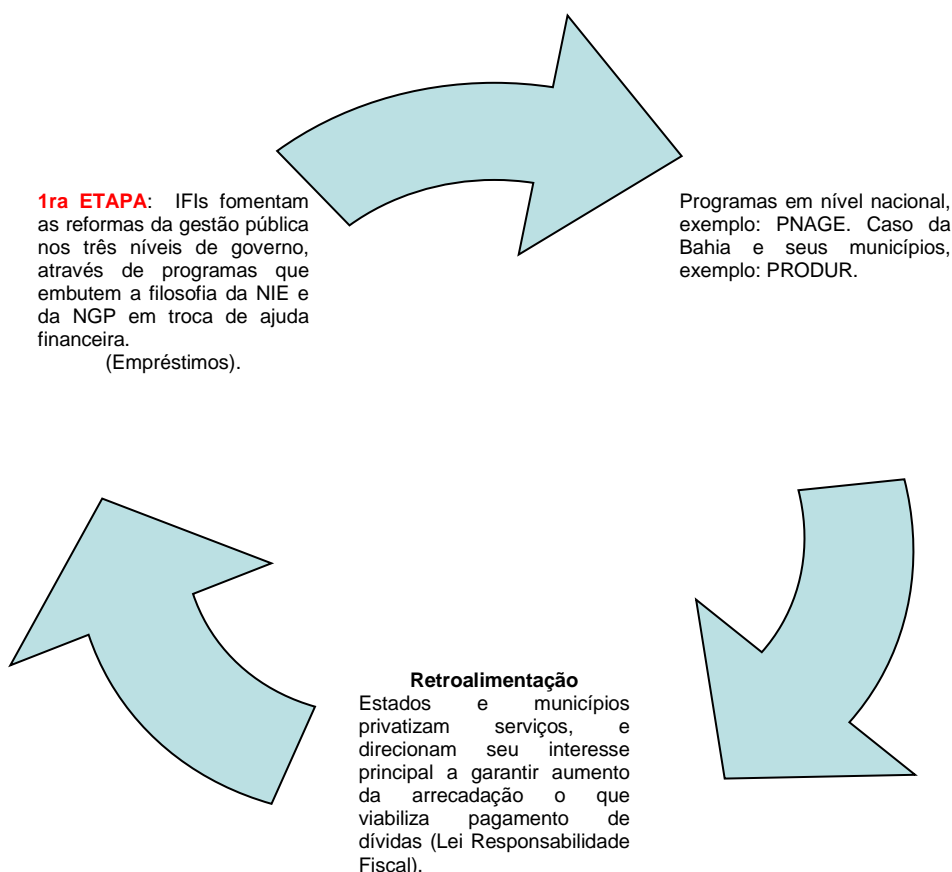 1ra ETAPA: IFIs fomentam
as reformas da gestão pública
nos três níveis de governo,
através de programas que
embutem a filosofia da NIE e
da NGP em troca de ajuda
financeira.
(Empréstimos).
Programas em nível nacional,
exemplo: PNAGE. Caso da
Bahia e seus municípios,
exemplo: PRODUR.
Retroalimentação
Estados e municípios
privatizam serviços, e
direcionam seu interesse
principal a garantir aumento
da arrecadação o que
viabiliza pagamento de
dívidas (Lei Responsabilidade
Fiscal).